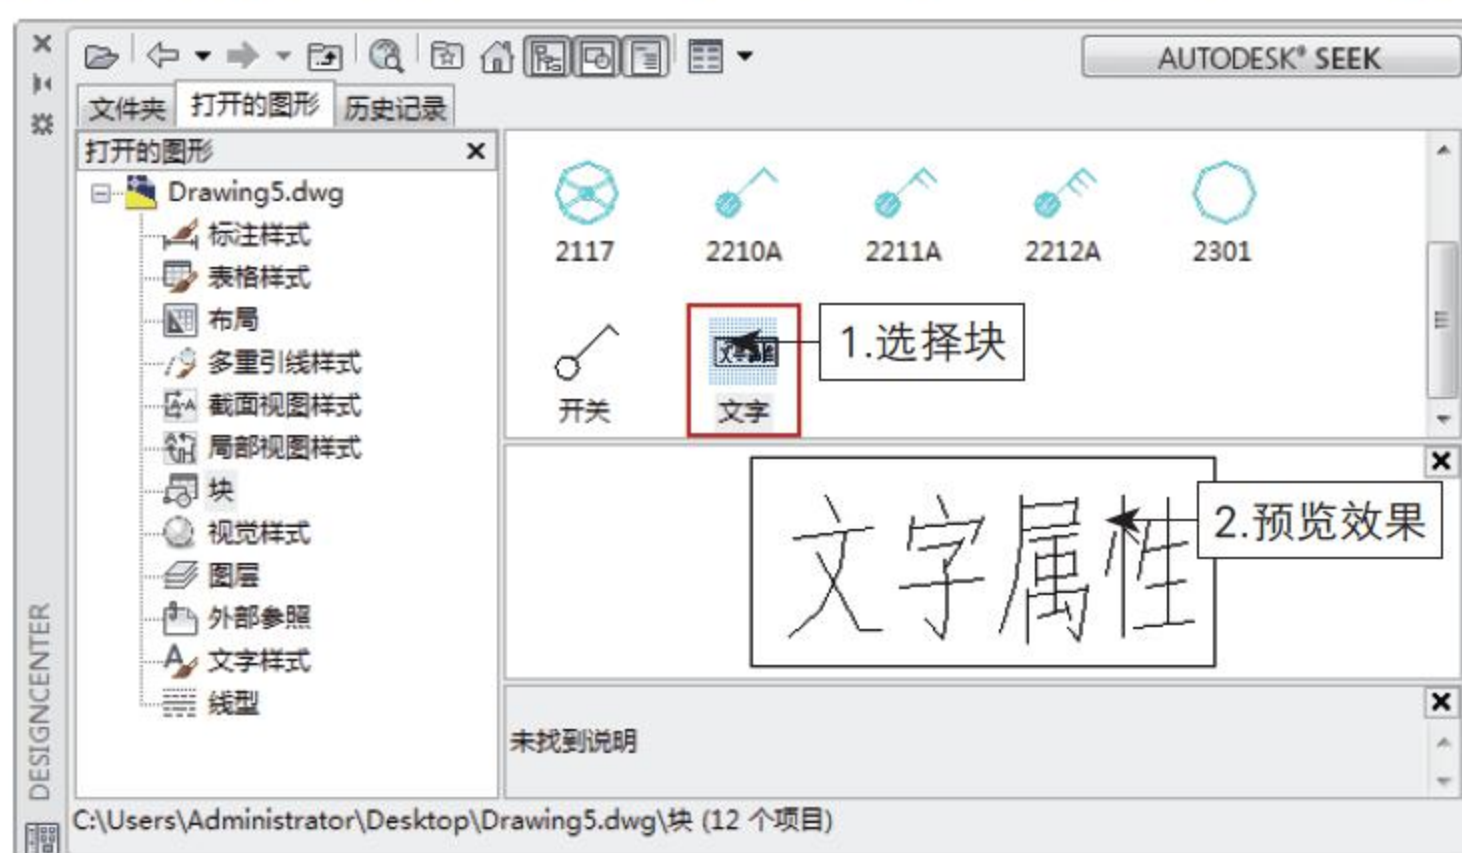 AUTODESK® SEEK
文件夹 打开的图形 历史记录
打开的图形
Drawing5.dwg
标注样式
表格样式
布局
多重引线样式
截面视图样式
局部视图样式
块
视觉样式
图层
外部参照
文字样式
线型
2117 2210A 2211A 2212A 2301
文字属性
1.选择块
开关 文字
文字属性
2.预览效果
未找到说明
DESIGNCENTER
C:\Users\Administrator\Desktop\Drawing5.dwg\块 (12 个项目)